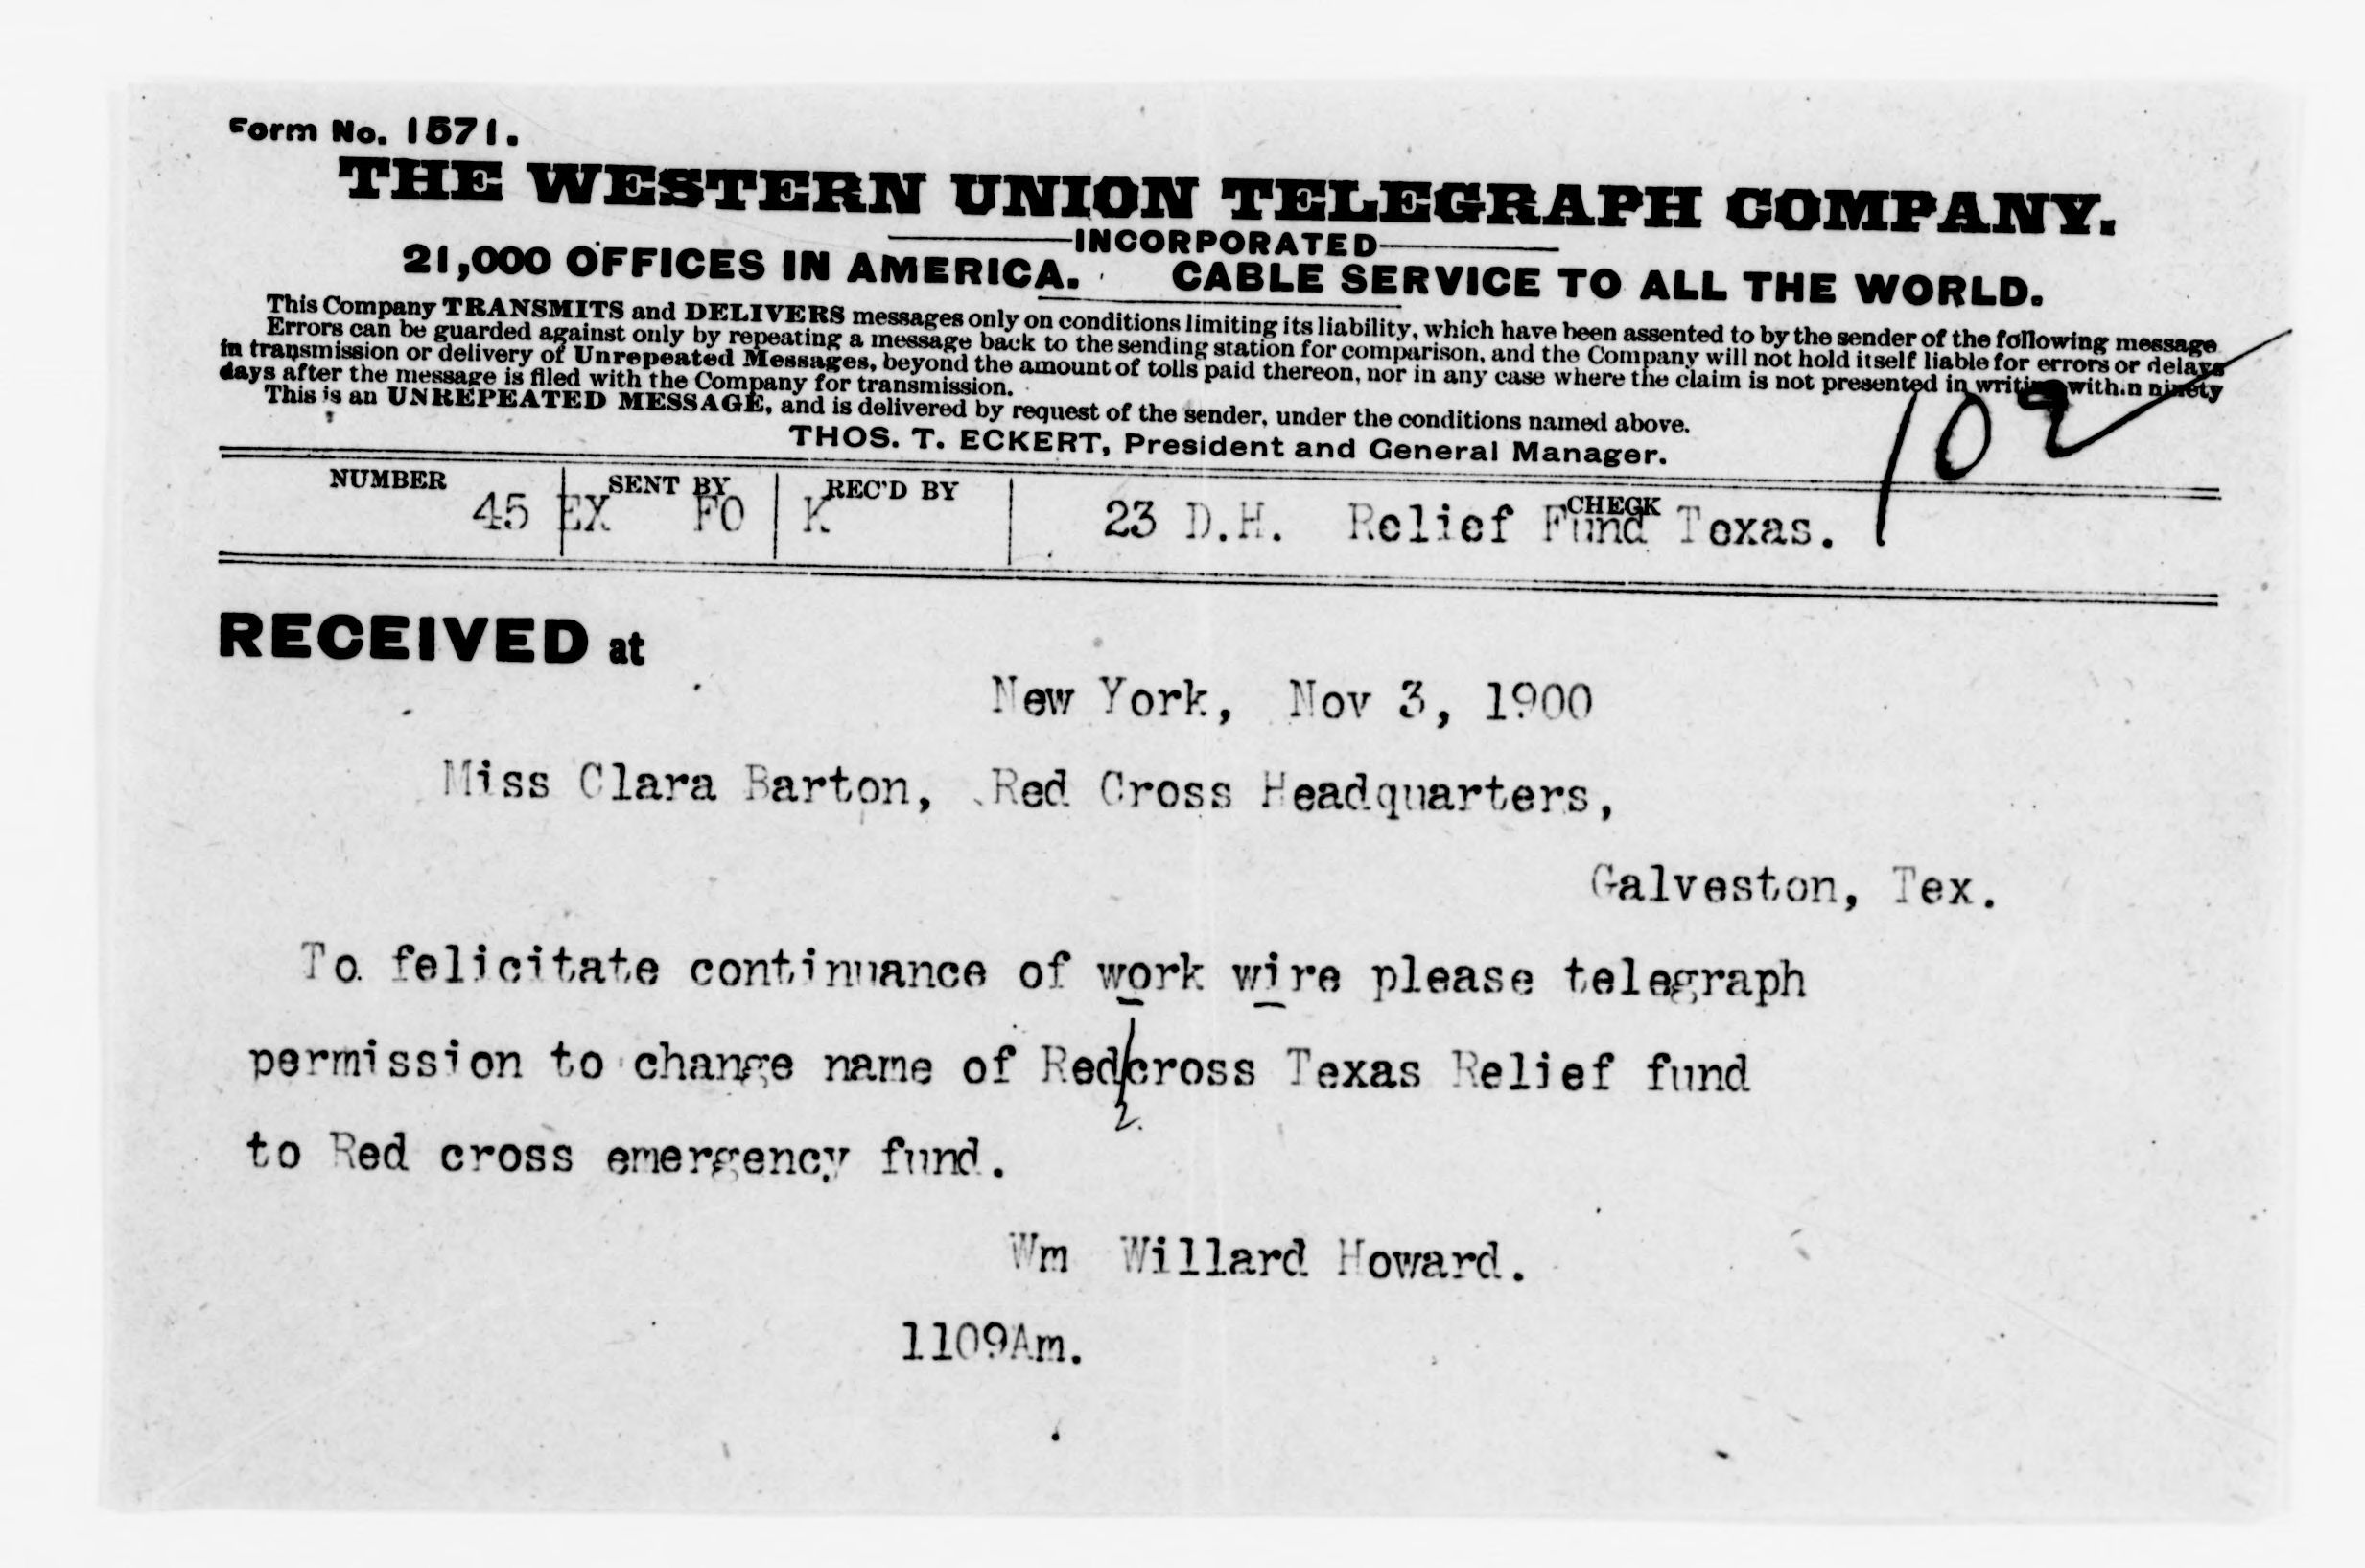 Form No. 1571.
THE WESTERN UNION TELEGRAPH COMPANY.
INCORPORATED
21,000 OFFICES IN AMERICA. CABLE SERVICE TO ALL THE WORLD.
This Company TRANSMITS and DELIVERS messages only on conditions limiting its liability, which have been assented to by the sender of the following message
Errors can be guarded against only by repeating a message back to the sending station for comparison, and the Company will not hold itself liable for errors or delays
in transmission or delivery of Unrepeated Messages, beyond the amount of tolls paid thereon, nor in any case where the claim is not presented in writing within ninety
days after the message is filed with the Company for transmission.
This is an UNREPEATED MESSAGE, and is delivered by request of the sender, under the conditions named above.
THOS. T. ECKERT, President and General Manager.
102
NUMBER SENT BY REC'D BY CHECK
45 EX FO K 23 D.H. Relief Fund Texas.
RECEIVED at
New York, Nov 3, 1900
Miss Clara Barton, Red Cross Headquarters,
Galveston, Tex.
To felicitate continuance of work wire please telegraph
permission to change name of Red/cross Texas Relief fund
to Red cross emergency fund.
Wm Willard Howard.
1109Am.